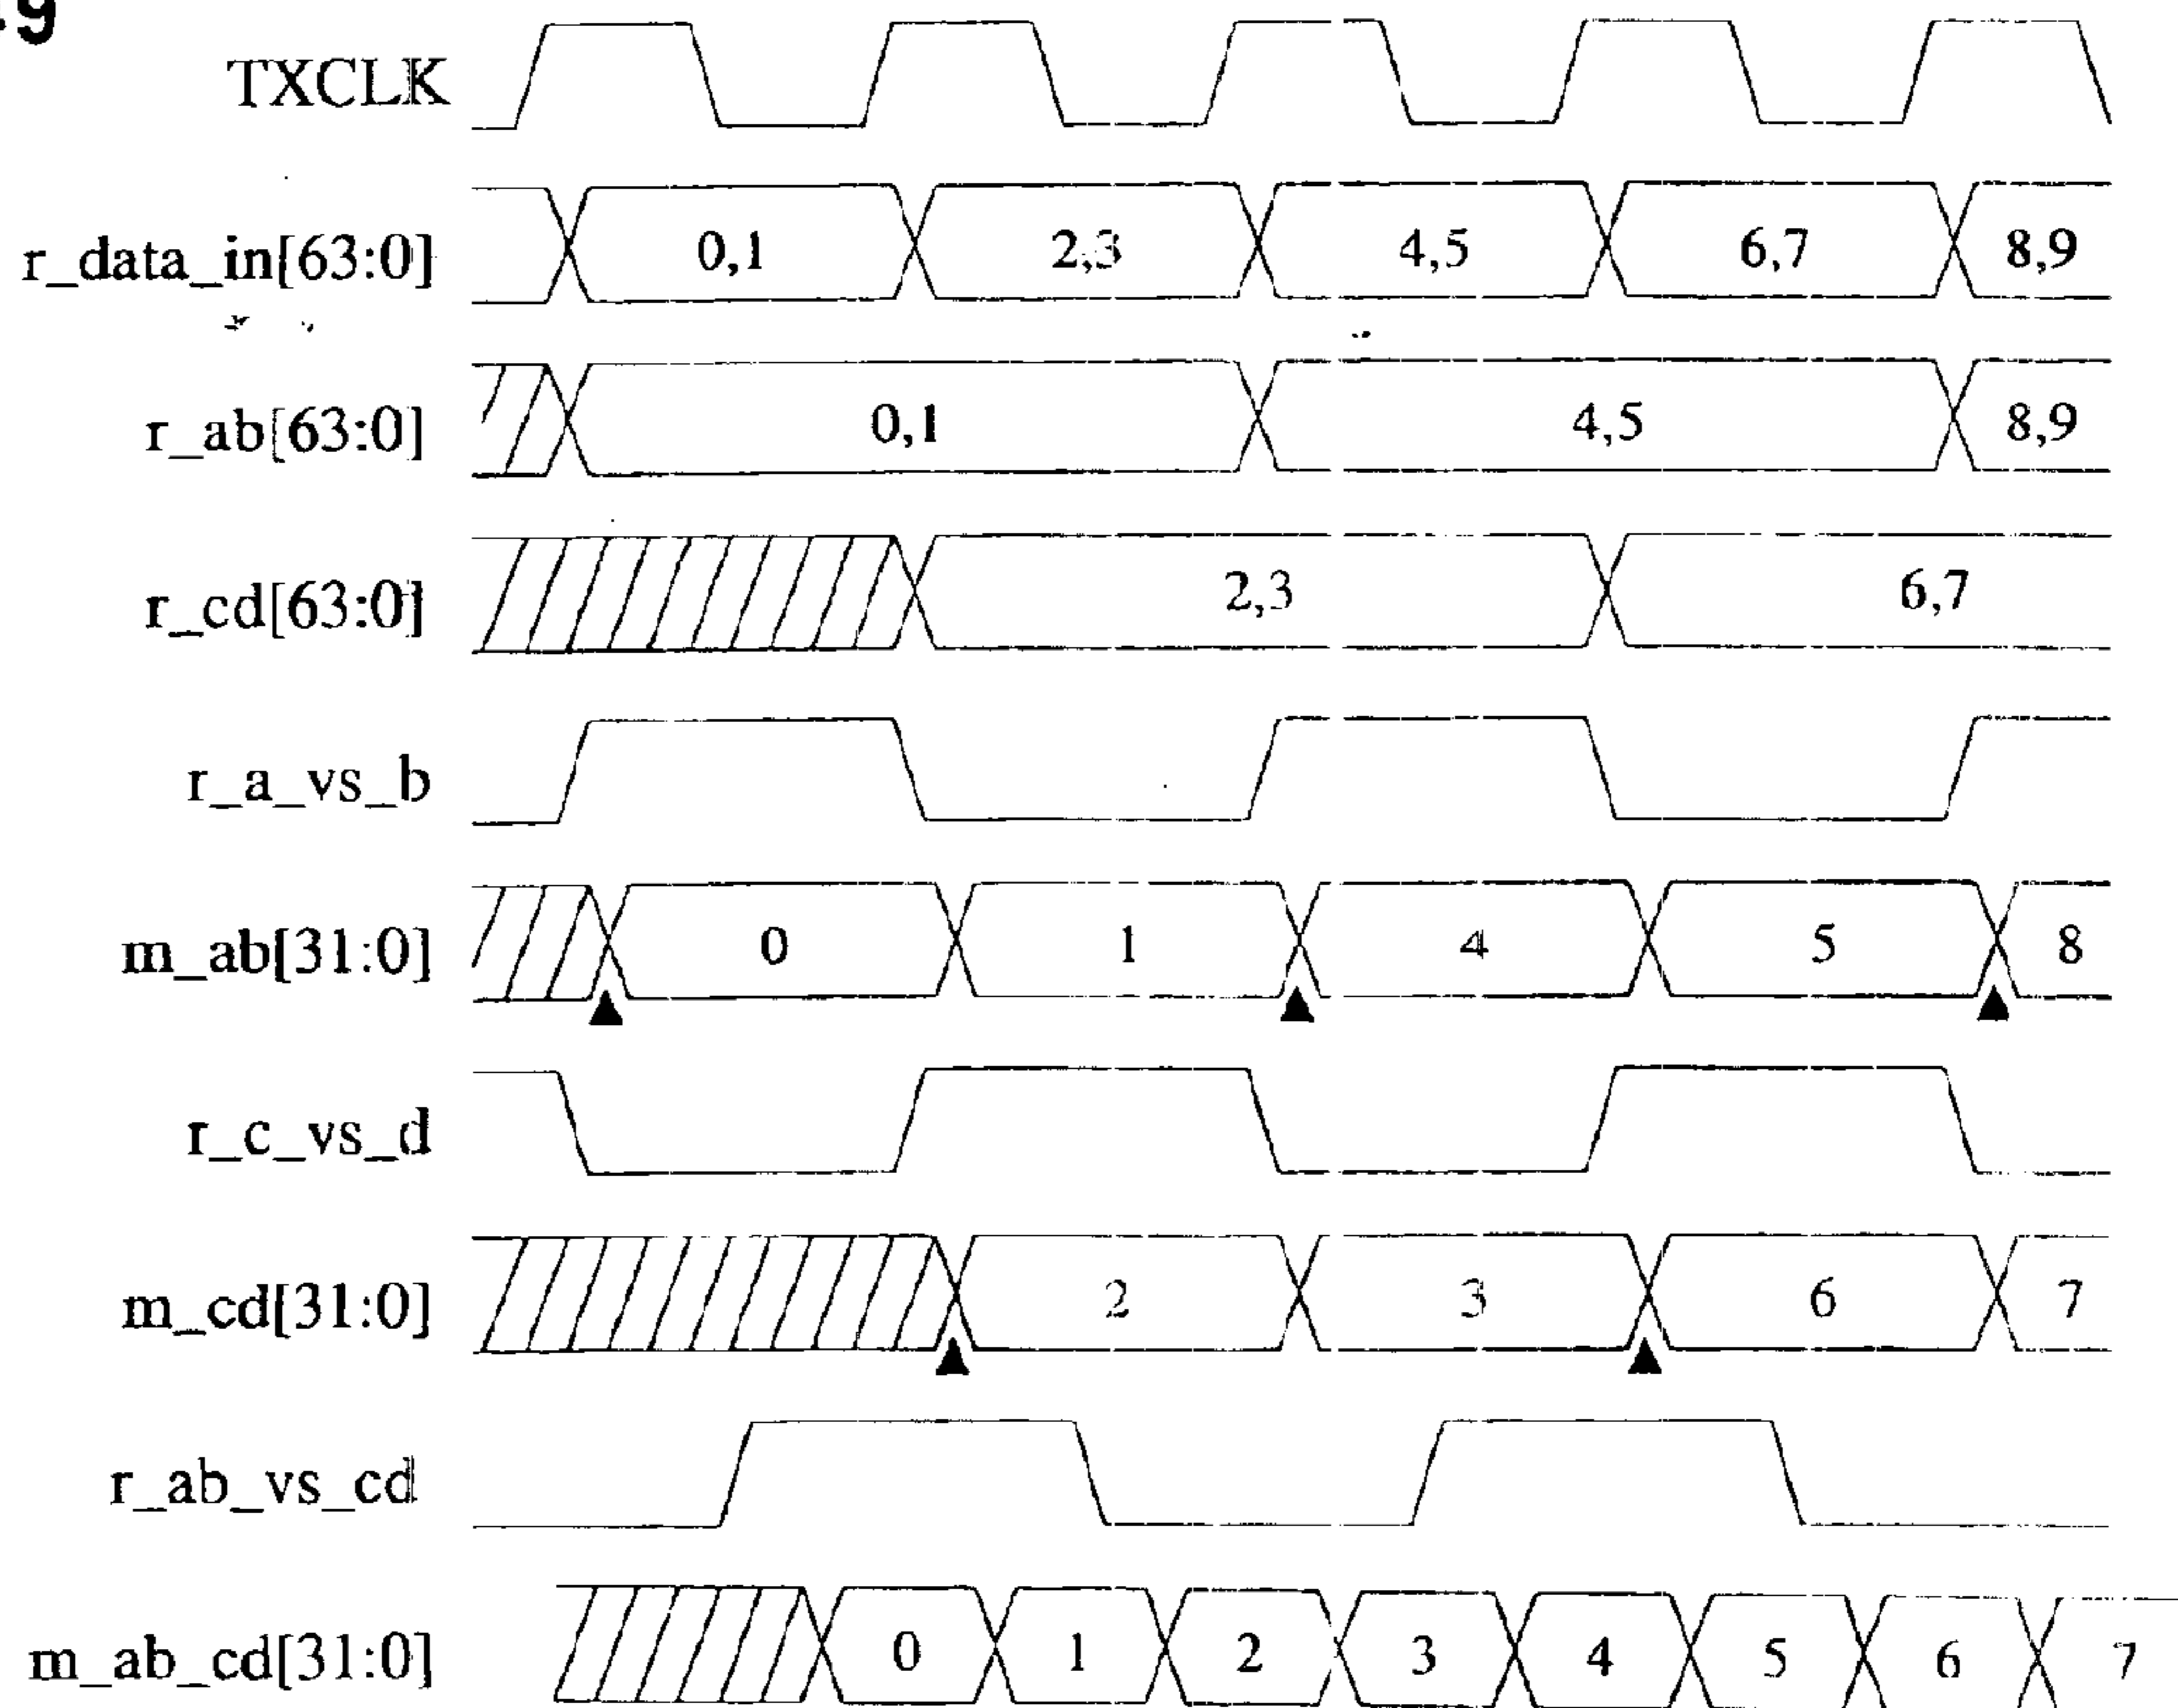 TXCLK
r_data_in[63:0] 0,1 2,3 4,5 6,7 8,9
r_ab[63:0] 0,1 4,5 8,9
r_cd[63:0] 2,3 6,7
r_a_vs_b
m_ab[31:0] 0 1 4 5 8
r_c_vs_d
m_cd[31:0] 2 3 6 7
r_ab_vs_cd
m_ab_cd[31:0] 0 1 2 3 4 5 6 7